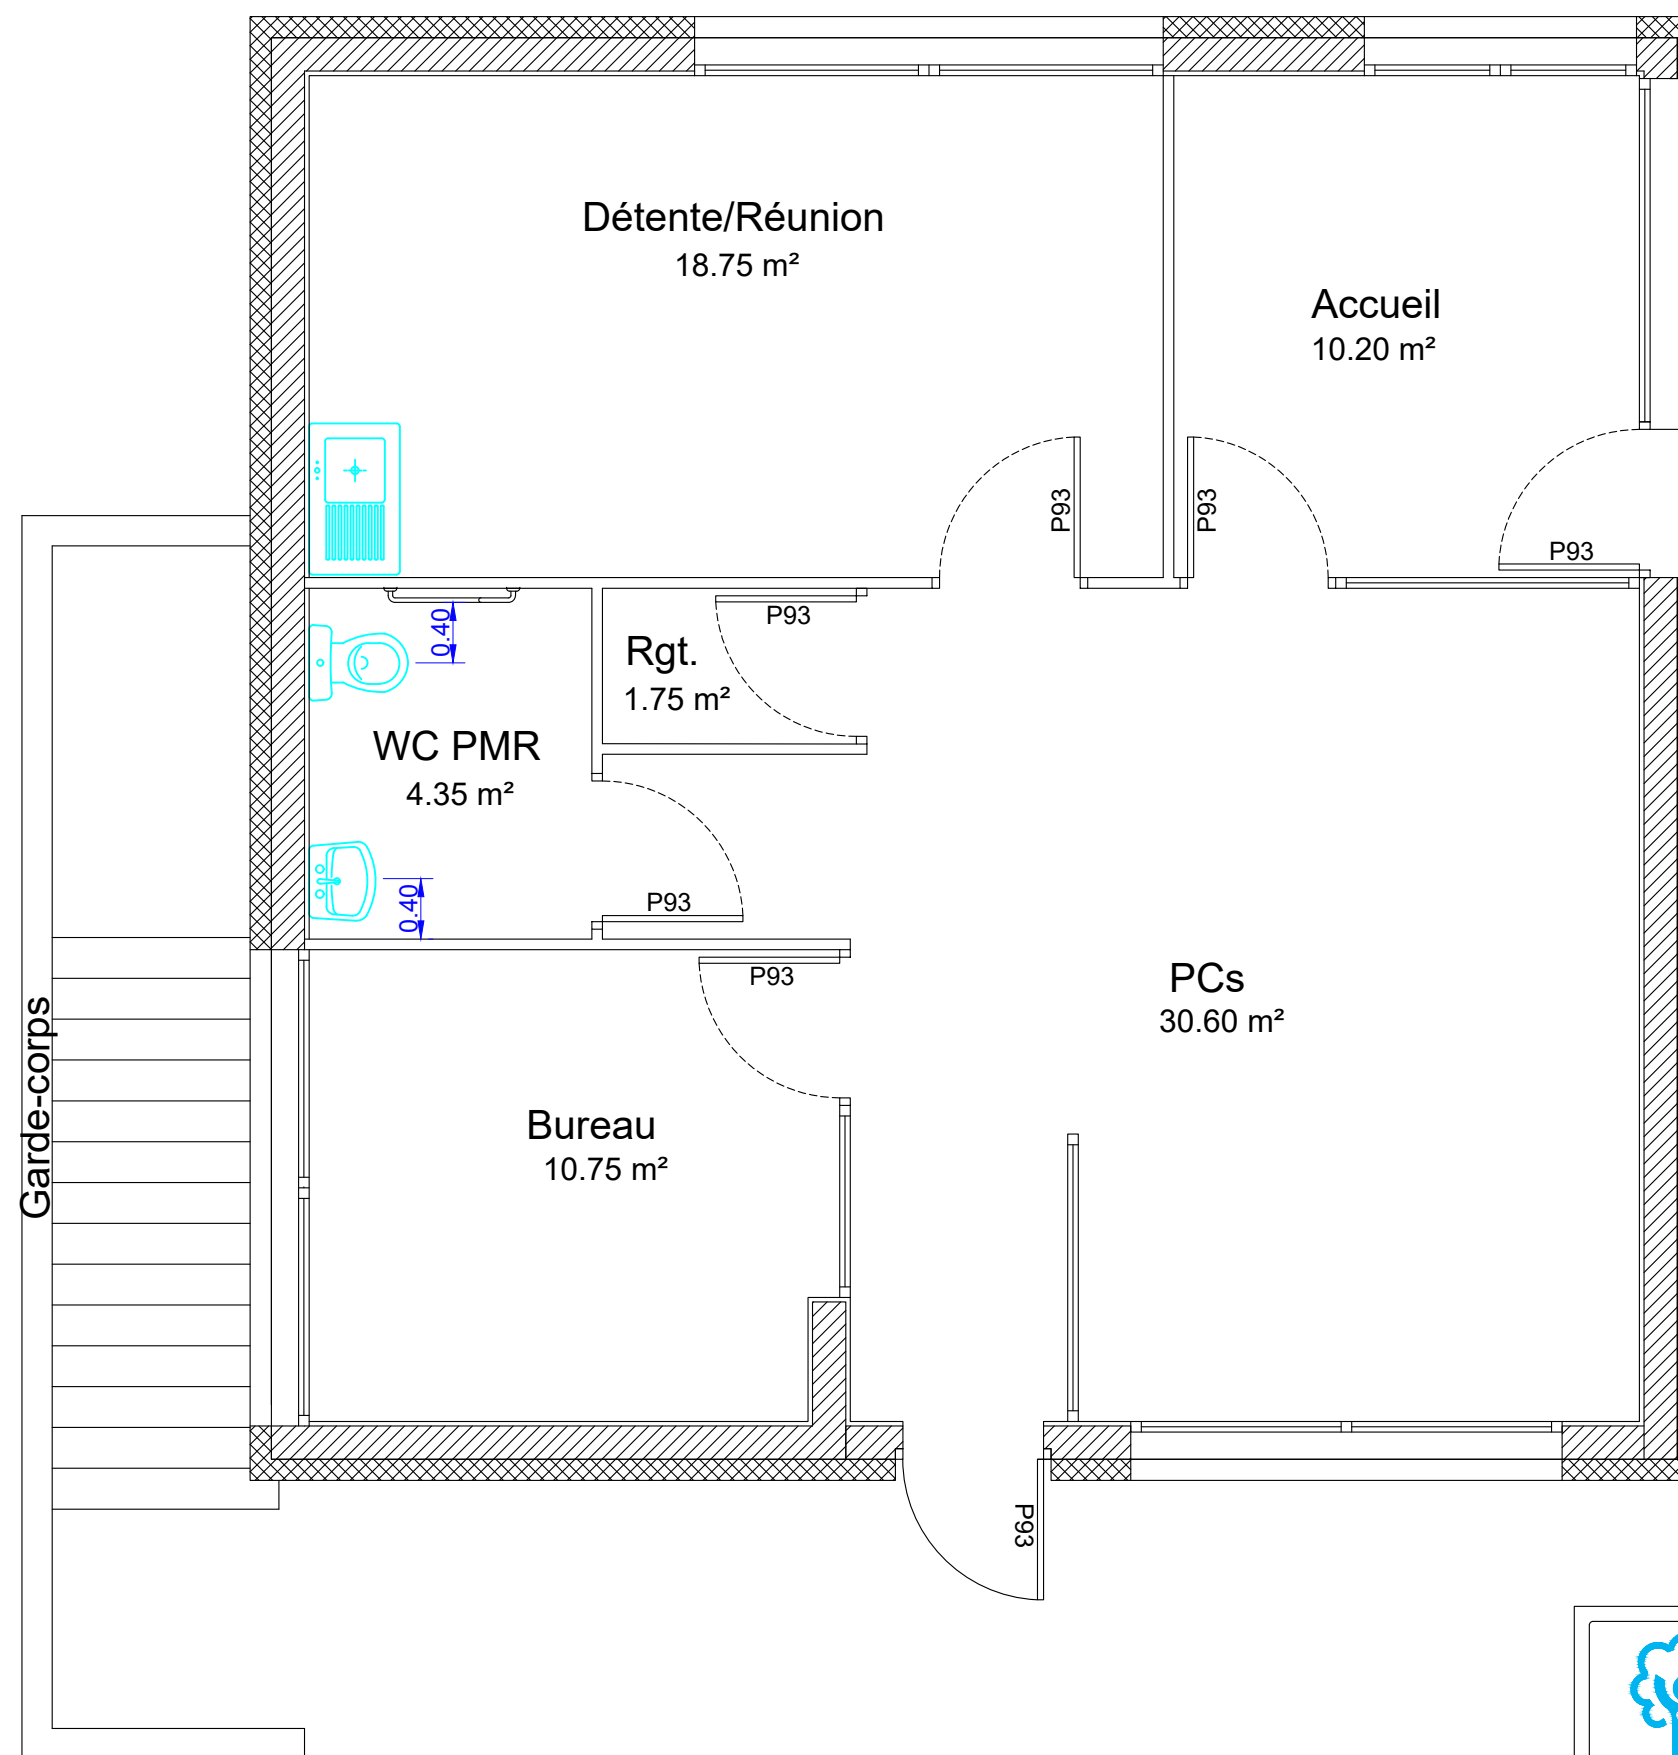 Détente/Réunion
18.75 m²
Accueil
10.20 m²
P93
P93
P93
P93
0.40
Rgt.
1.75 m²
WC PMR
4.35 m²
P93
0.40
P93
PCs
30.60 m²
Garde-corps
Bureau
10.75 m²
P93